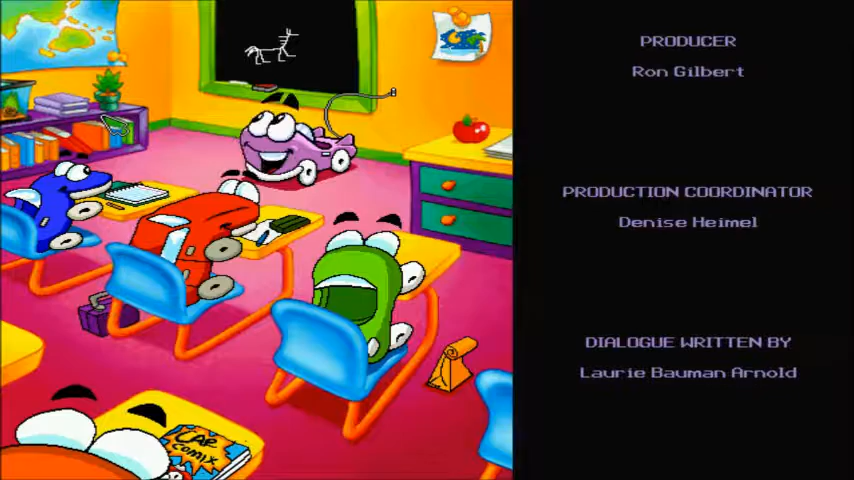 PRODUCER
Ron Gilbert
PRODUCTION COORDINATOR
Denise Heimel
DIALOGUE WRITTEN BY
Laurie Bauman Arnold
CAR
COMIX